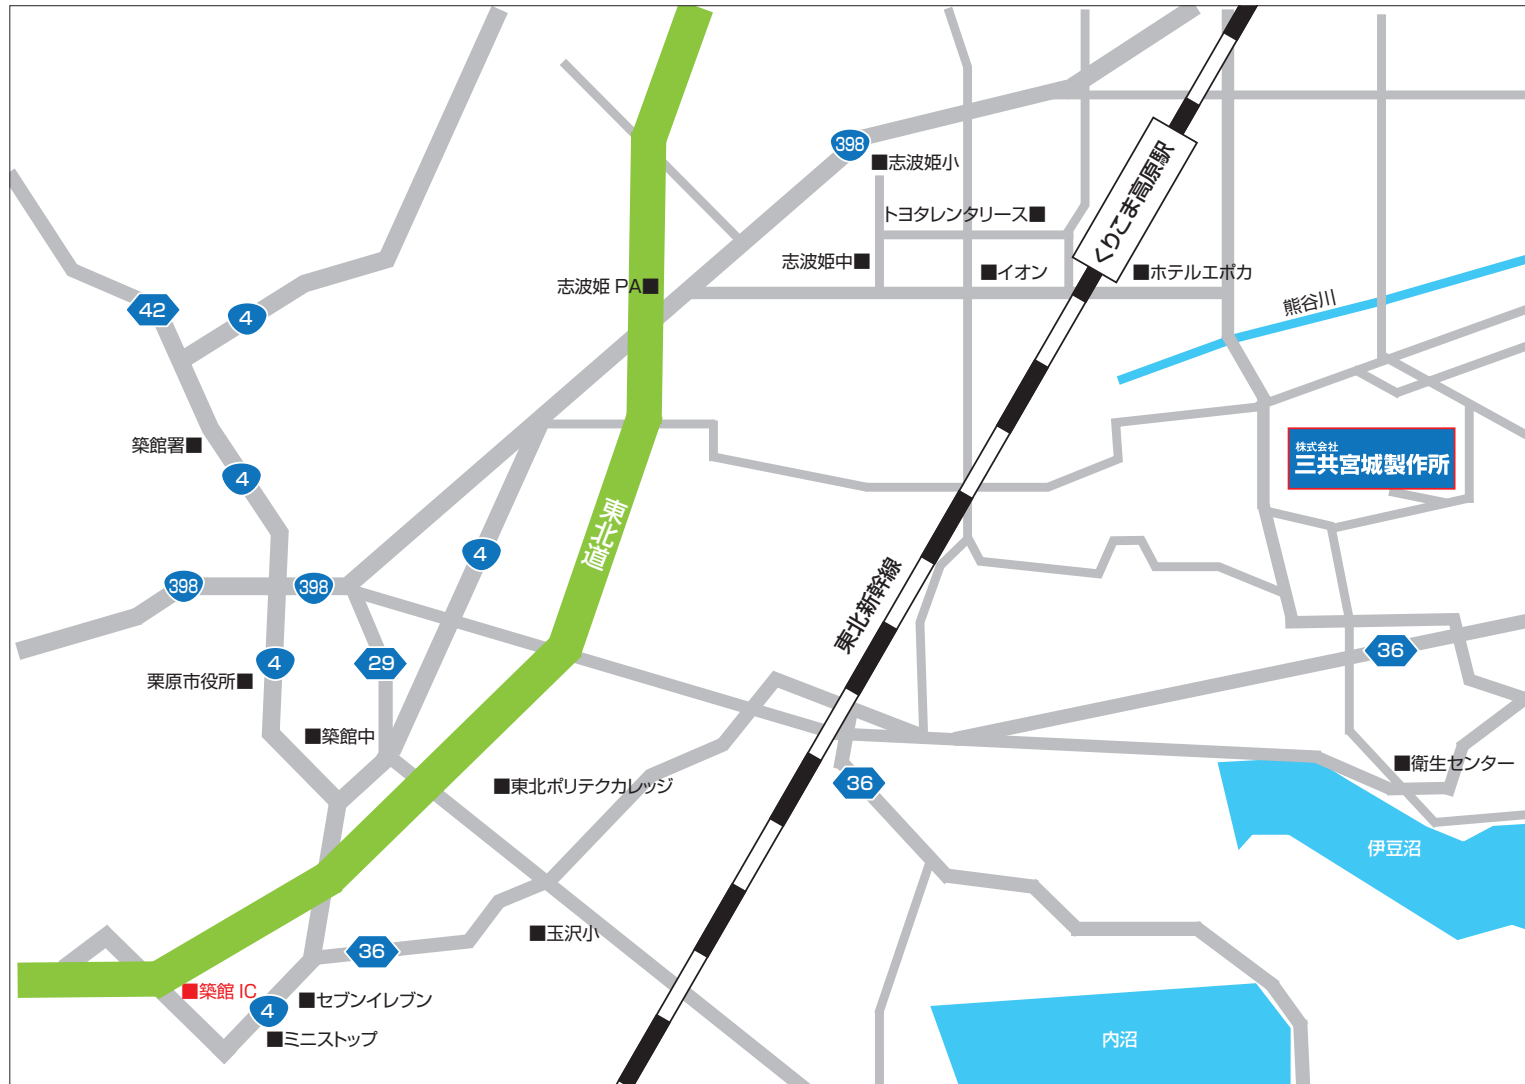 398
■志波姫小
トヨタレンタリース■
くりこま高原駅
志波姫中■
■イオン
■ホテルエポカ
志波姫 PA■
熊谷川
42
4
築館署■
株式会社
三共宮城製作所
4
東北道
4
東北新幹線
398
398
4
29
36
栗原市役所■
■築館中
■東北ポリテクカレッジ
36
■衛生センター
伊豆沼
■玉沢小
36
■築館 IC
4
■セブンイレブン
■ミニストップ
内沼